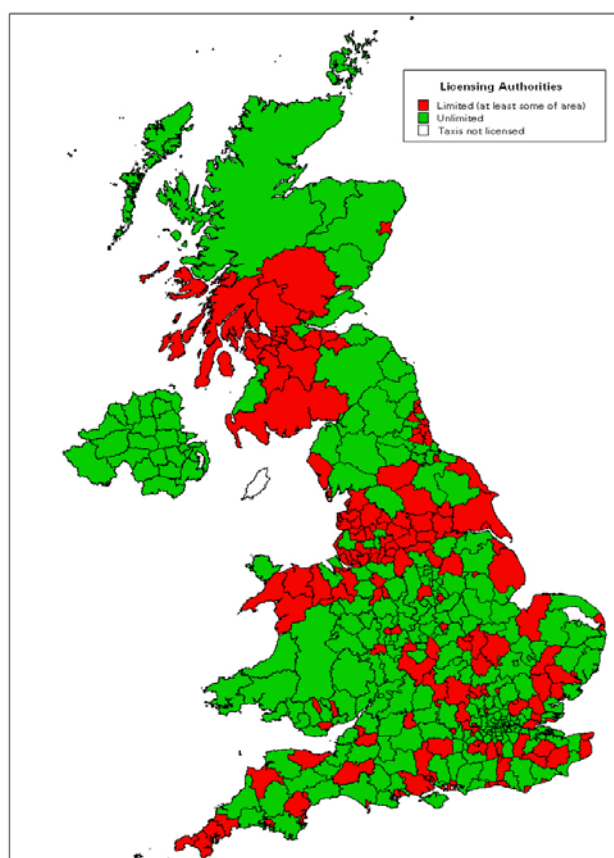 Licensing Authorities
Limited (at least some of area)
Unlimited
Taxis not licensed